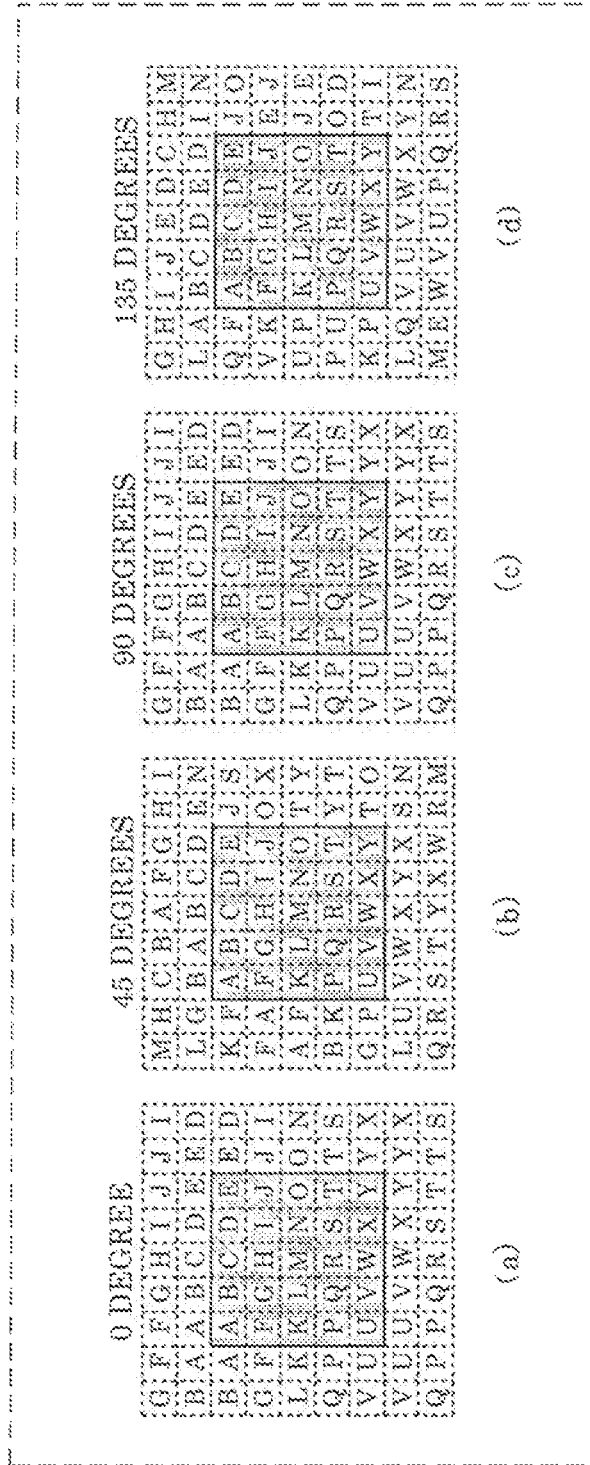 0 DEGREE
G F F G H I J J I
B A A B C D E E D
B A A B C D E E D
G F F G H I J J I
L K K L M N O O N
Q P P Q R S T T S
V U U V W X Y Y X
V U U V W X Y Y X
Q P P Q R S T T S
(a)
45 DEGREES
M H C B A F G H I
L G B A B C D E N
K F A B C D E J S
F A F G H I J O X
A F K L M N O T Y
B K P Q R S T Y T
G P U V W X Y T O
L U V W X Y X S N
Q R S T Y X W R M
(b)
90 DEGREES
G F F G H I J J I
B A A B C D E E D
B A A B C D E E D
G F F G H I J J I
L K K L M N O O N
Q P P Q R S T T S
V U U V W X Y Y X
V U U V W X Y Y X
Q P P Q R S T T S
(c)
135 DEGREES
G H I J E D C H M
L A B C D E D I N
Q F A B C D E J O
V K F G H I J E J
U P K L M N O J E
P U P Q R S T O D
K P U V W X Y T I
L Q V U V W X Y N
M E W V U P Q R S
(d)